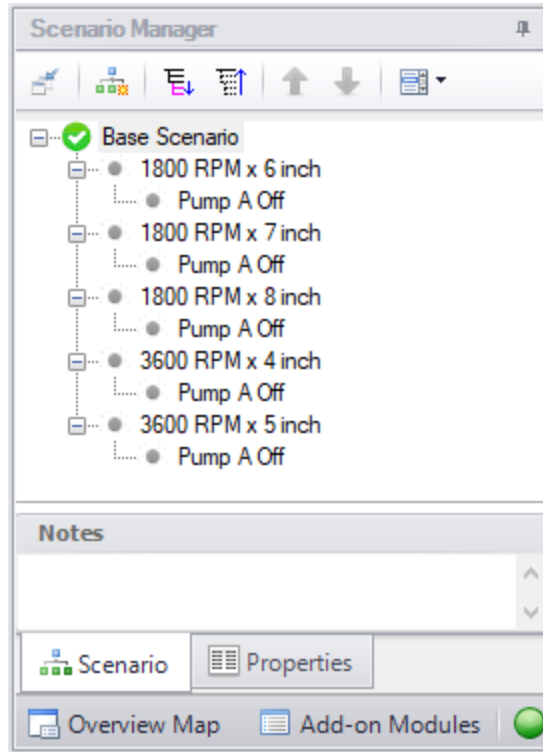 Scenario Manager
Base Scenario
1800 RPM x 6 inch
Pump A Off
1800 RPM x 7 inch
Pump A Off
1800 RPM x 8 inch
Pump A Off
3600 RPM x 4 inch
Pump A Off
3600 RPM x 5 inch
Pump A Off
Notes
Scenario Properties
Overview Map Add-on Modules